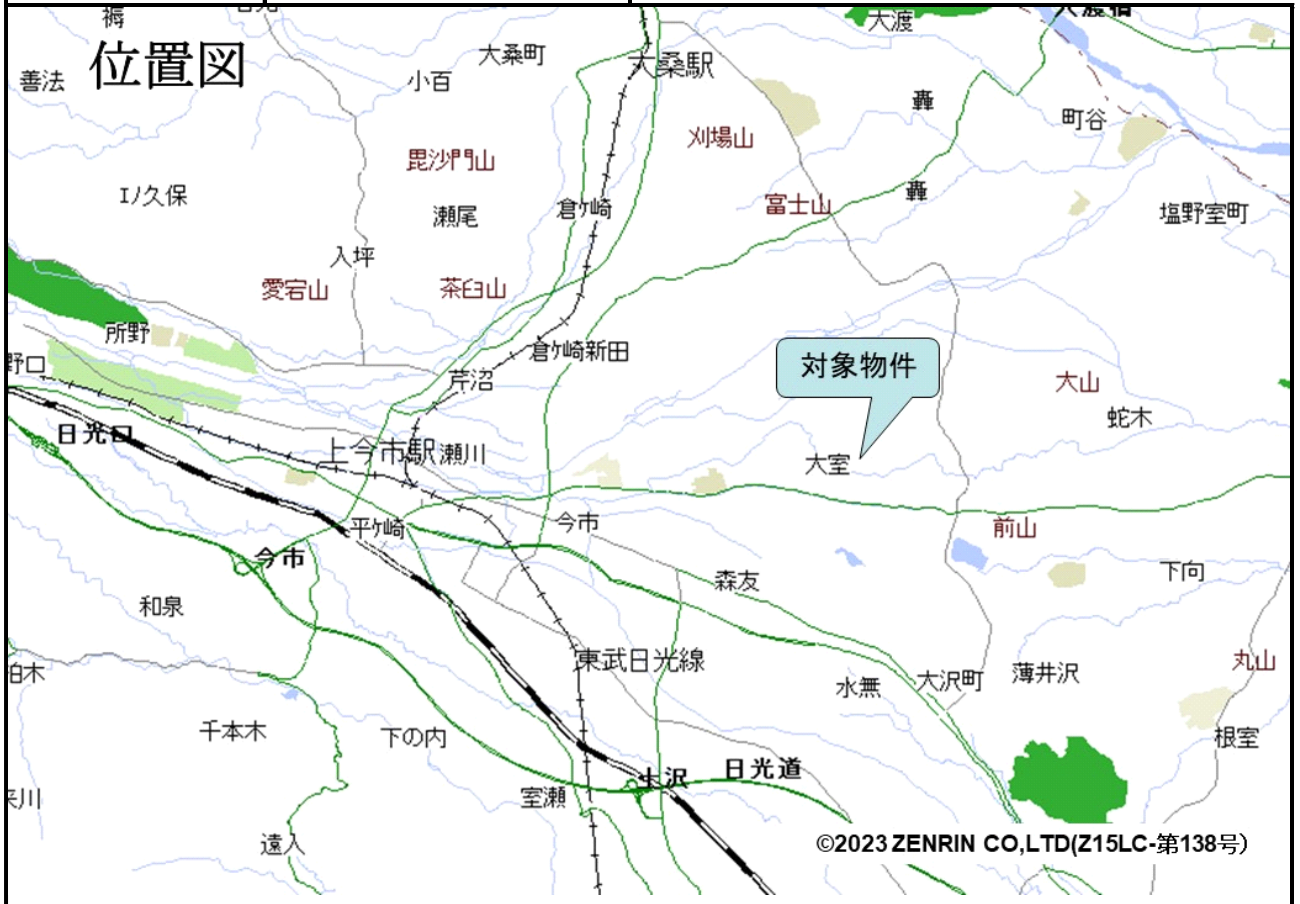 位置図
大渡
大桑町
大桑駅
善法
小百
轟
町谷
刈場山
毘沙門山
Iノ久保
轟
富士山
瀬尾
倉ケ崎
塩野室町
入坪
愛宕山
茶臼山
所野
倉ケ崎新田
野口
対象物件
芹沼
大山
蛇木
日光口
上今市駅
瀬川
大室
平ケ崎
今市
前山
今市
森友
下向
和泉
東武日光線
丸山
柏木
水無
大沢町
薄井沢
千本木
下の内
根室
土沢
日光道
室瀬
遠入
©2023 ZENRIN CO,LTD(Z15LC-第138号)